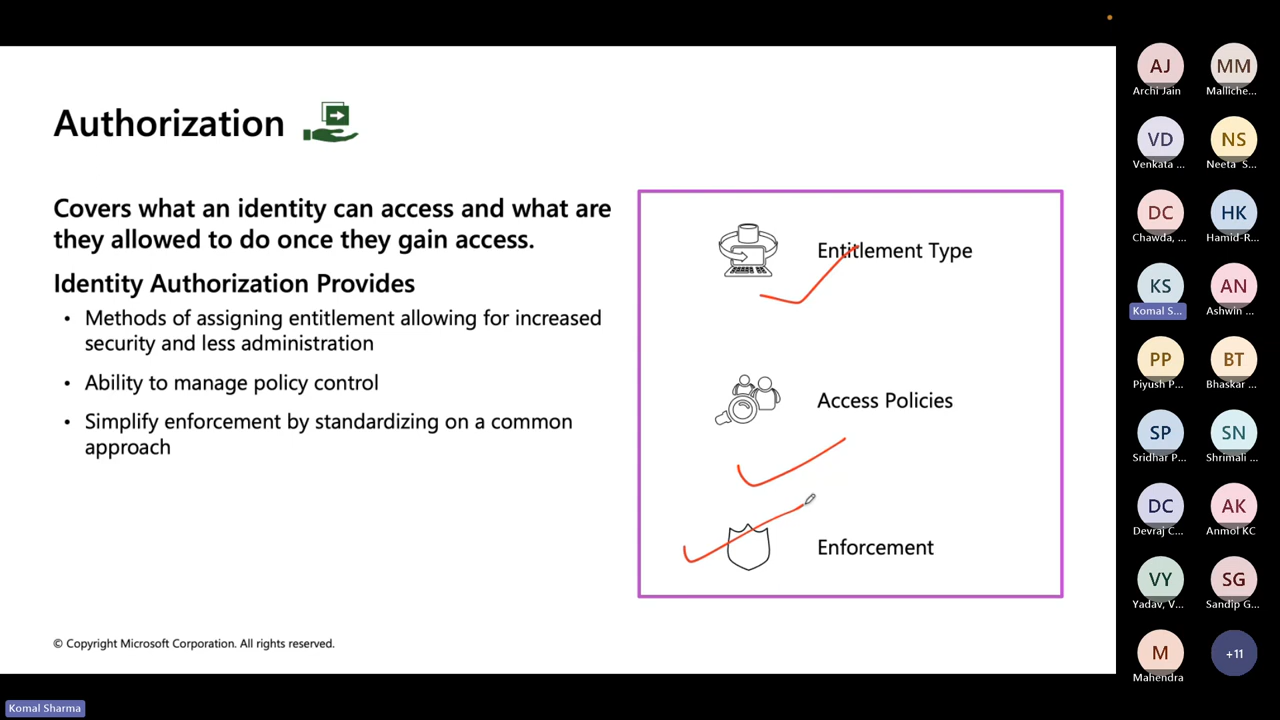 Authorization
Covers what an identity can access and what are
they allowed to do once they gain access.
Identity Authorization Provides
• Methods of assigning entitlement allowing for increased
security and less administration
• Ability to manage policy control
• Simplify enforcement by standardizing on a common
approach
Entitlement Type
Access Policies
Enforcement
© Copyright Microsoft Corporation. All rights reserved.
Komal Sharma
AJ
Archi Jain
MM
Malliche...
VD
Venkata ...
NS
Neeta S...
DC
Chawda, ...
HK
Hamid-R...
KS
Komal S...
AN
Ashwin ...
PP
Piyush P...
BT
Bhaskar ...
SP
Sridhar P...
SN
Shrimali ...
DC
Devraj C...
AK
Anmol KC
VY
Yadav, V...
SG
Sandip G...
M
Mahendra
+11